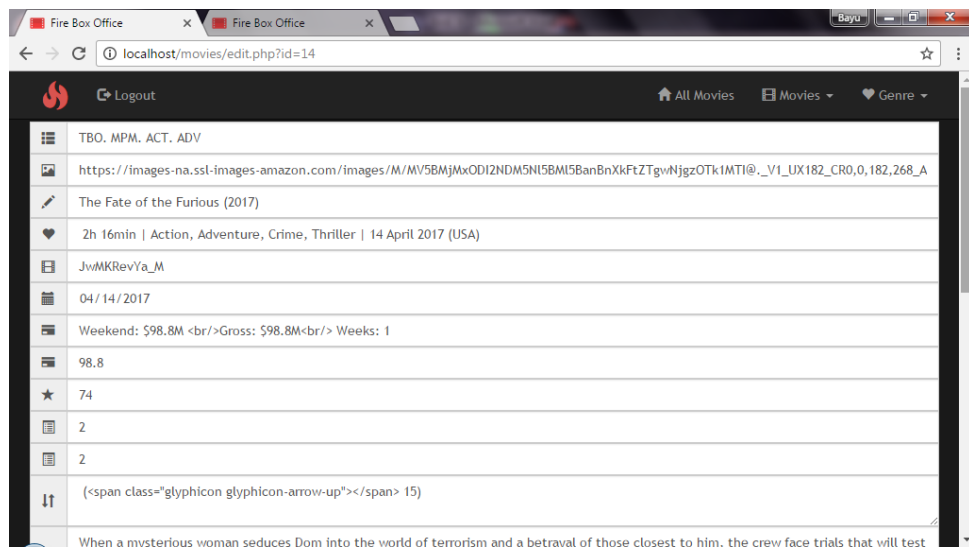 Fire Box Office
Fire Box Office
Bayu
localhost/movies/edit.php?id=14
Logout
All Movies
Movies
Genre
TBO. MPM. ACT. ADV
https://images-na.ssl-images-amazon.com/images/M/MV5BMjMxODI2NDM5Nl5BMl5BanBnXkFtZTgwNjgzOTk1MTI@._V1_UX182_CR0,0,182,268_A
The Fate of the Furious (2017)
2h 16min | Action, Adventure, Crime, Thriller | 14 April 2017 (USA)
JwMKRevYa_M
04/14/2017
Weekend: $98.8M <br/>Gross: $98.8M<br/> Weeks: 1
98.8
74
2
2
(<span class="glyphicon glyphicon-arrow-up"></span> 15)
When a mysterious woman seduces Dom into the world of terrorism and a betrayal of those closest to him, the crew face trials that will test